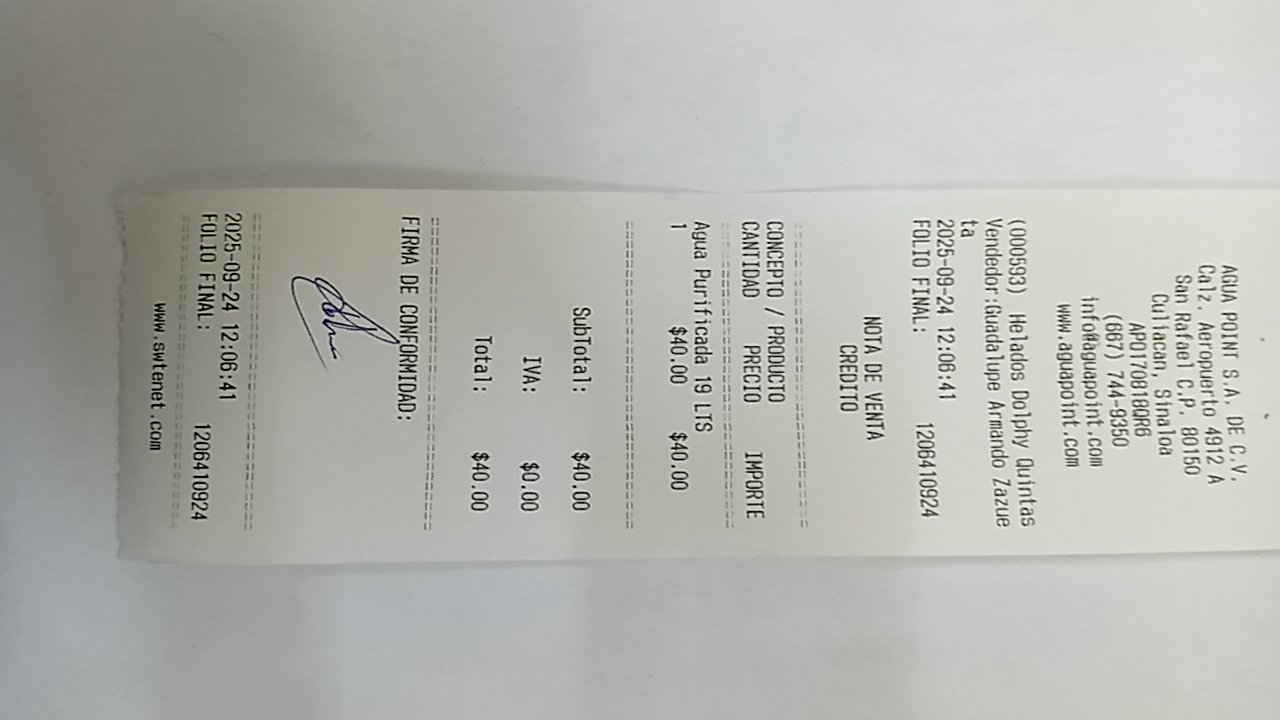 AGUA POINT S.A. DE C.V.
Calz. Aeropuerto 4912 A
San Rafael C.P. 80150
Culiacan, Sinaloa
APO170818QR6
(667) 744-9350
info@aguapoint.com
www.aguapoint.com
(000593) Helados Dolphy Quintas
Vendedor:Guadalupe Armando Zazue
ta
2025-09-24 12:06:41
FOLIO FINAL: 1206410924
NOTA DE VENTA
CREDITO
CONCEPTO / PRODUCTO
CANTIDAD PRECIO IMPORTE
Agua Purificada 19 LTS
1 $40.00 $40.00
SubTotal: $40.00
IVA: $0.00
Total: $40.00
FIRMA DE CONFORMIDAD:
2025-09-24 12:06:41
FOLIO FINAL: 1206410924
www.swtenet.com